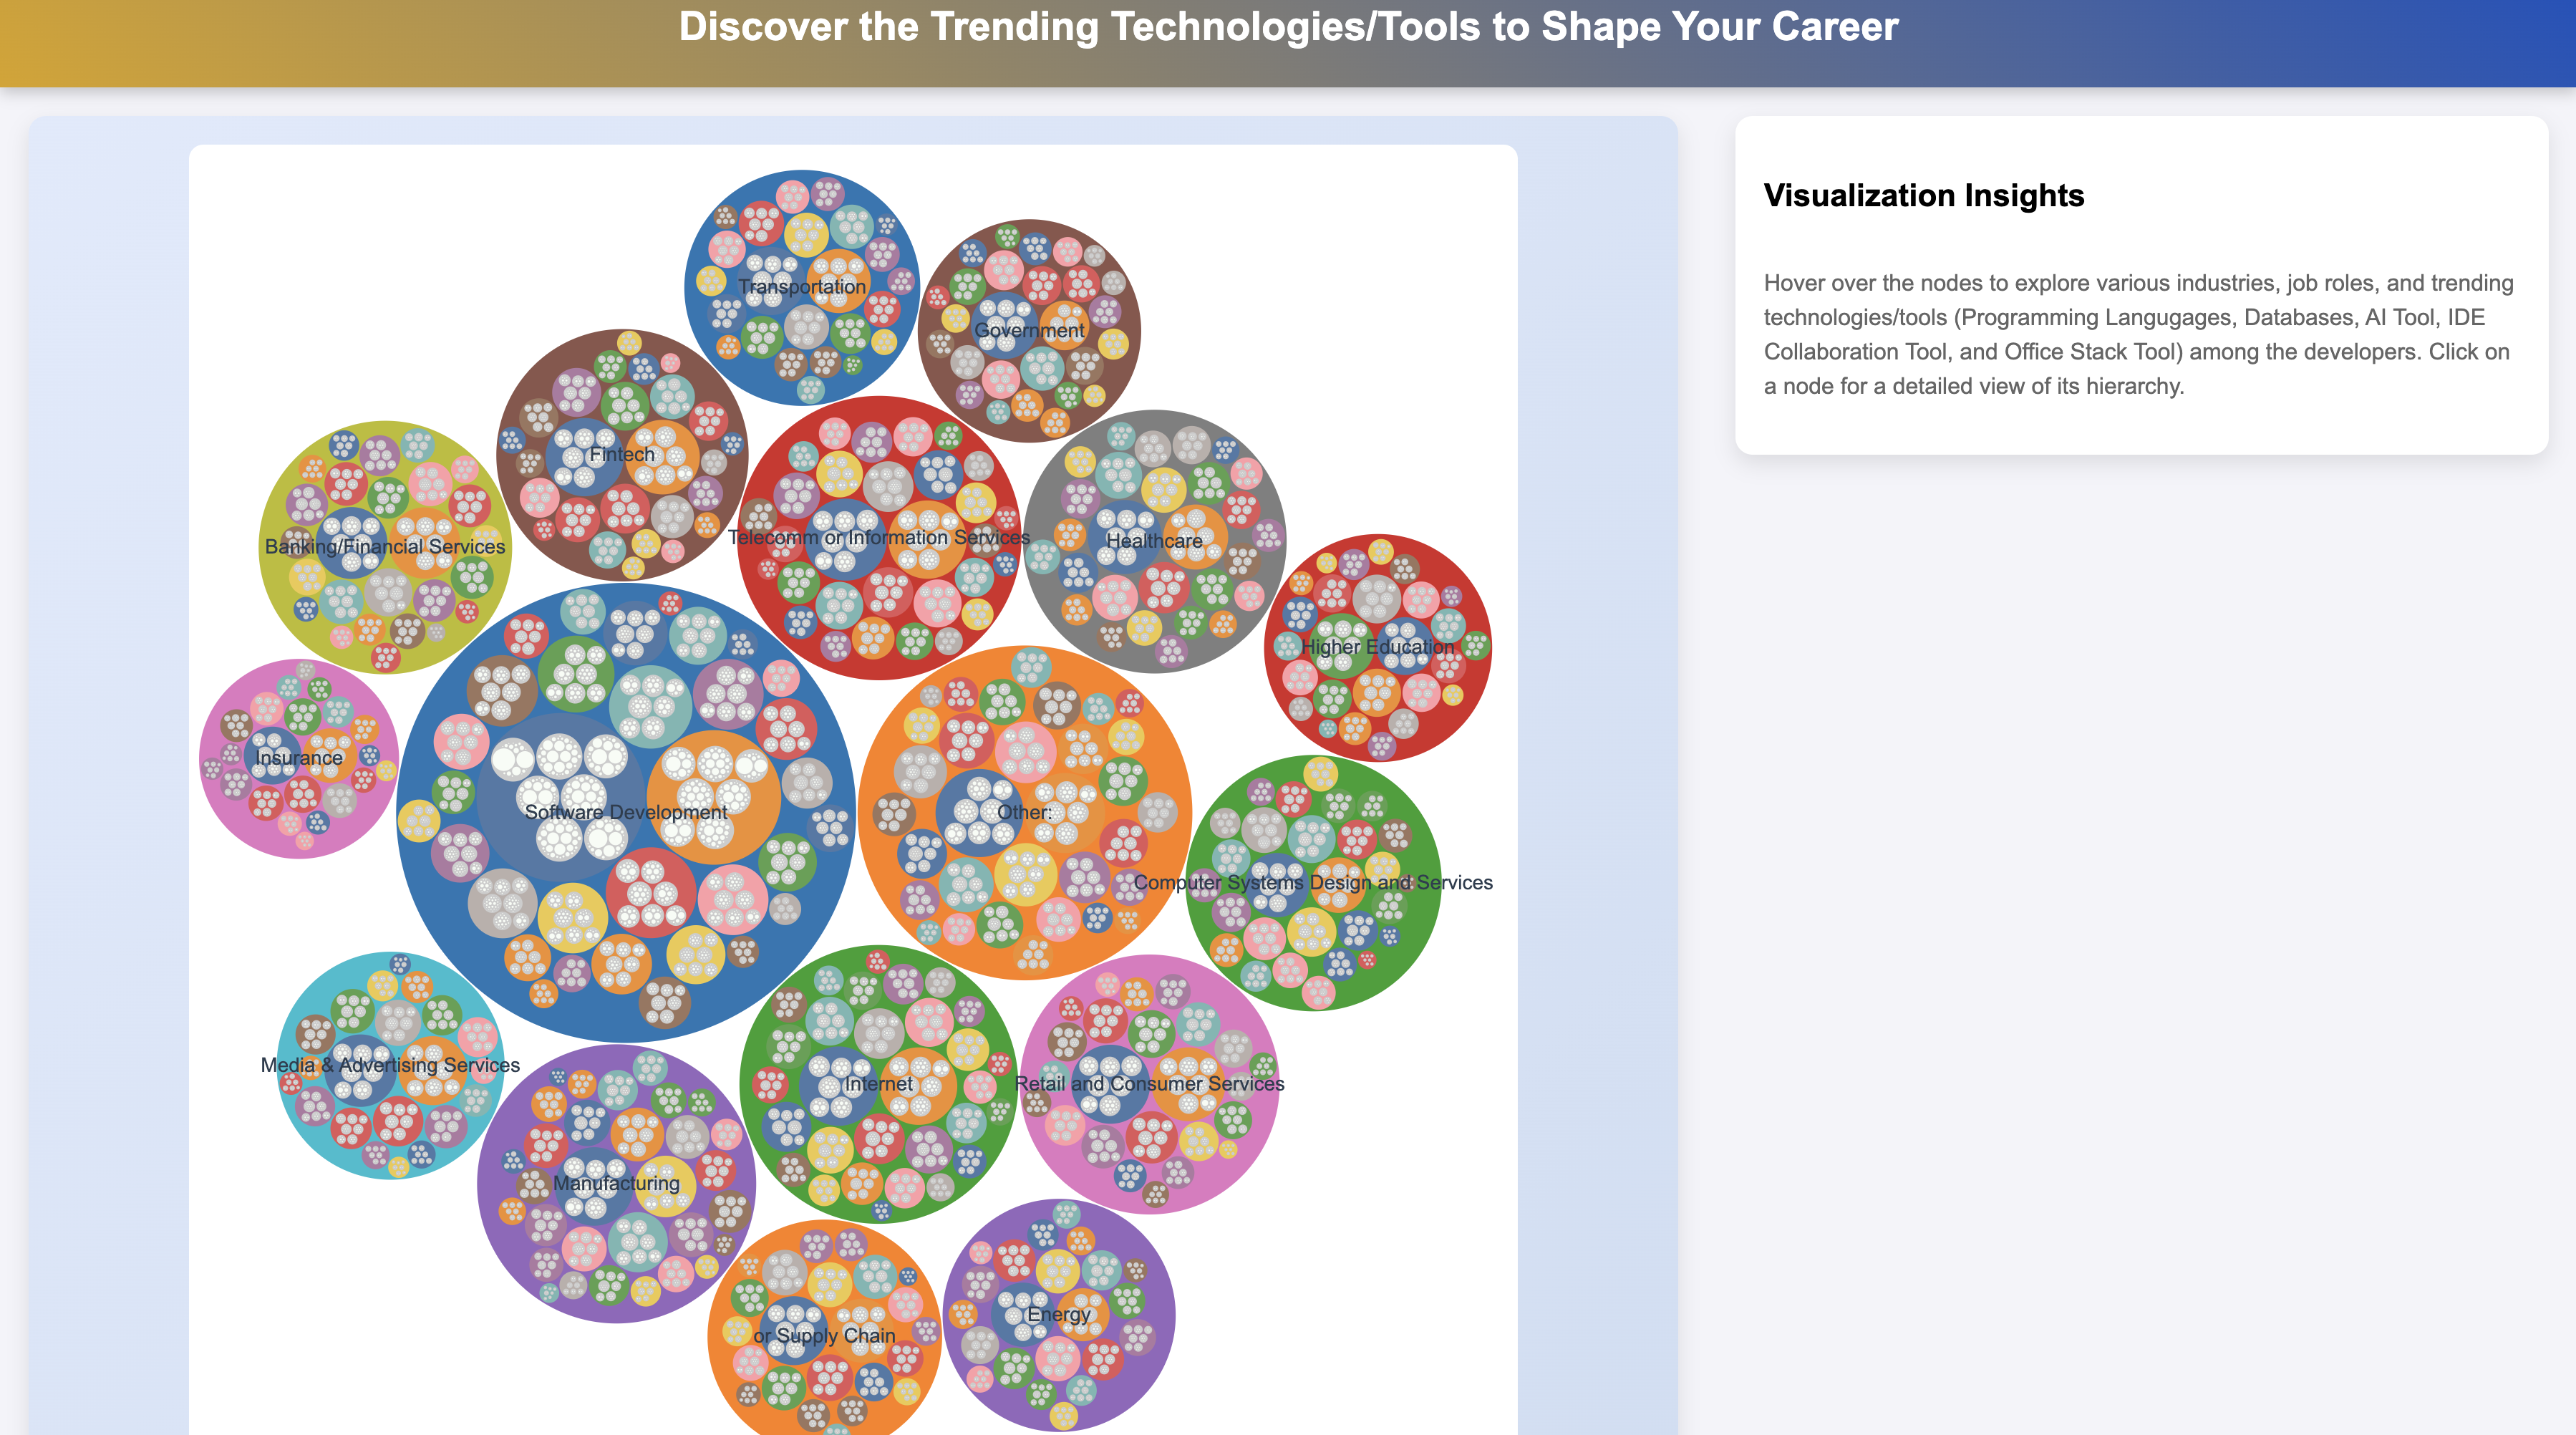 Discover the Trending Technologies/Tools to Shape Your Career
Visualization Insights
Hover over the nodes to explore various industries, job roles, and trending
technologies/tools (Programming Langugages, Databases, AI Tool, IDE
Collaboration Tool, and Office Stack Tool) among the developers. Click on
a node for a detailed view of its hierarchy.
Transportation
Government
Fintech
Telecomm or Information Services
Healthcare
Banking/Financial Services
Higher Education
Insurance
Software Development
Other:
Computer Systems Design and Services
Media & Advertising Services
Internet
Retail and Consumer Services
Manufacturing
Energy
or Supply Chain